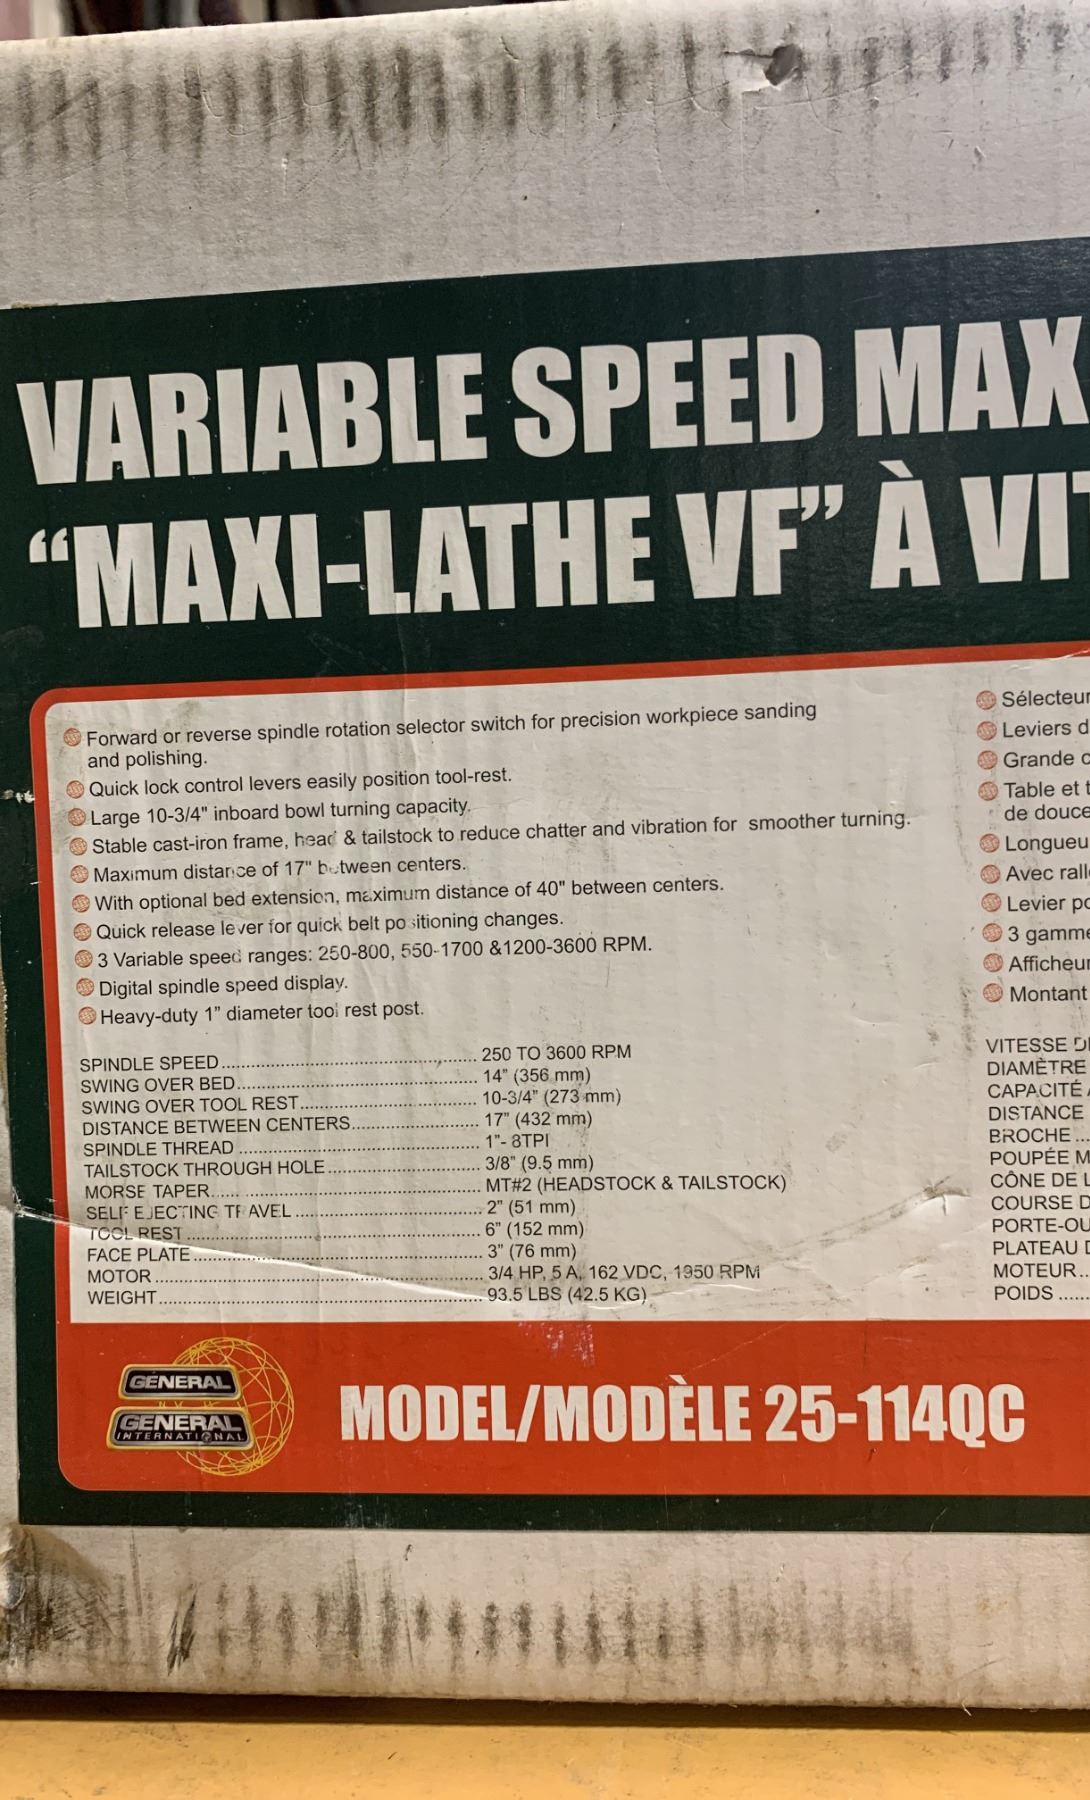 VARIABLE SPEED MAX
“MAXI-LATHE VF” À VI
Forward or reverse spindle rotation selector switch for precision workpiece sanding
and polishing.
Quick lock control levers easily position tool-rest.
Large 10-3/4" inboard bowl turning capacity.
Stable cast-iron frame, head & tailstock to reduce chatter and vibration for smoother turning.
Maximum distance of 17" between centers.
With optional bed extension, maximum distance of 40" between centers.
Quick release lever for quick belt positioning changes.
3 Variable speed ranges: 250-800, 550-1700 &1200-3600 RPM.
Digital spindle speed display.
Heavy-duty 1” diameter tool rest post.
SPINDLE SPEED 250 TO 3600 RPM
SWING OVER BED 14” (356 mm)
SWING OVER TOOL REST 10-3/4” (273 mm)
DISTANCE BETWEEN CENTERS 17” (432 mm)
SPINDLE THREAD 1”- 8TPI
TAILSTOCK THROUGH HOLE 3/8” (9.5 mm)
MORSE TAPER MT#2 (HEADSTOCK & TAILSTOCK)
SELF EJECTING TRAVEL 2” (51 mm)
TOOL REST 6” (152 mm)
FACE PLATE 3” (76 mm)
MOTOR 3/4 HP, 5 A, 162 VDC, 1950 RPM
WEIGHT 93.5 LBS (42.5 KG)
Sélecteur
Leviers d
Grande c
Table et t
de douce
Longueu
Avec rall
Levier po
3 gamme
Afficheur
Montant
VITESSE D
DIAMÈTRE
CAPACITÉ
DISTANCE
BROCHE
POUPÉE M
CÔNE DE L
COURSE D
PORTE-OU
PLATEAU D
MOTEUR
POIDS
GÉNÉRAL
GENERAL
INTERNATIONAL
MODEL/MODÈLE 25-114QC